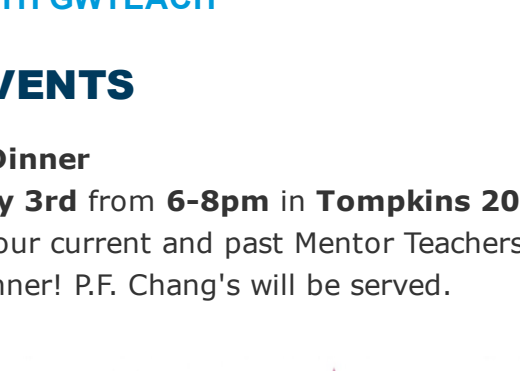 GWTEACH
VENTS
Dinner
y 3rd from 6-8pm in Tompkins 20
our current and past Mentor Teachers
nner! P.F. Chang's will be served.